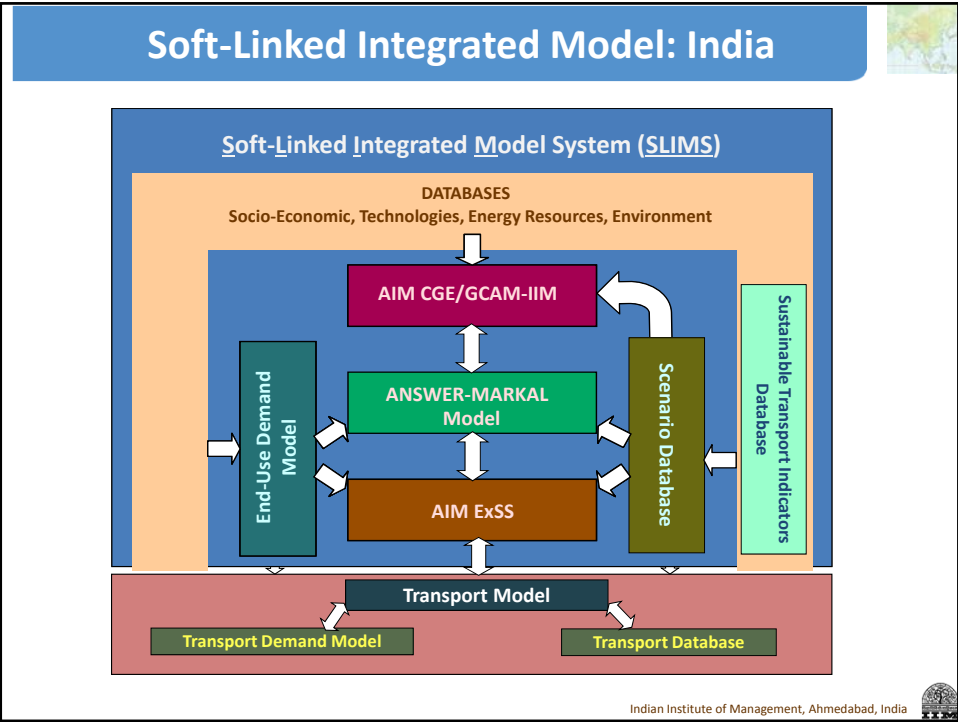 Soft-Linked Integrated Model: India
Soft-Linked Integrated Model System (SLIMS)
DATABASES
Socio-Economic, Technologies, Energy Resources, Environment
AIM CGE/GCAM-IIM
ANSWER-MARKAL
Model
AIM ExSS
End-Use Demand
Model
Scenario Database
Sustainable Transport Indicators
Database
Transport Model
Transport Demand Model
Transport Database
Indian Institute of Management, Ahmedabad, India
IIM